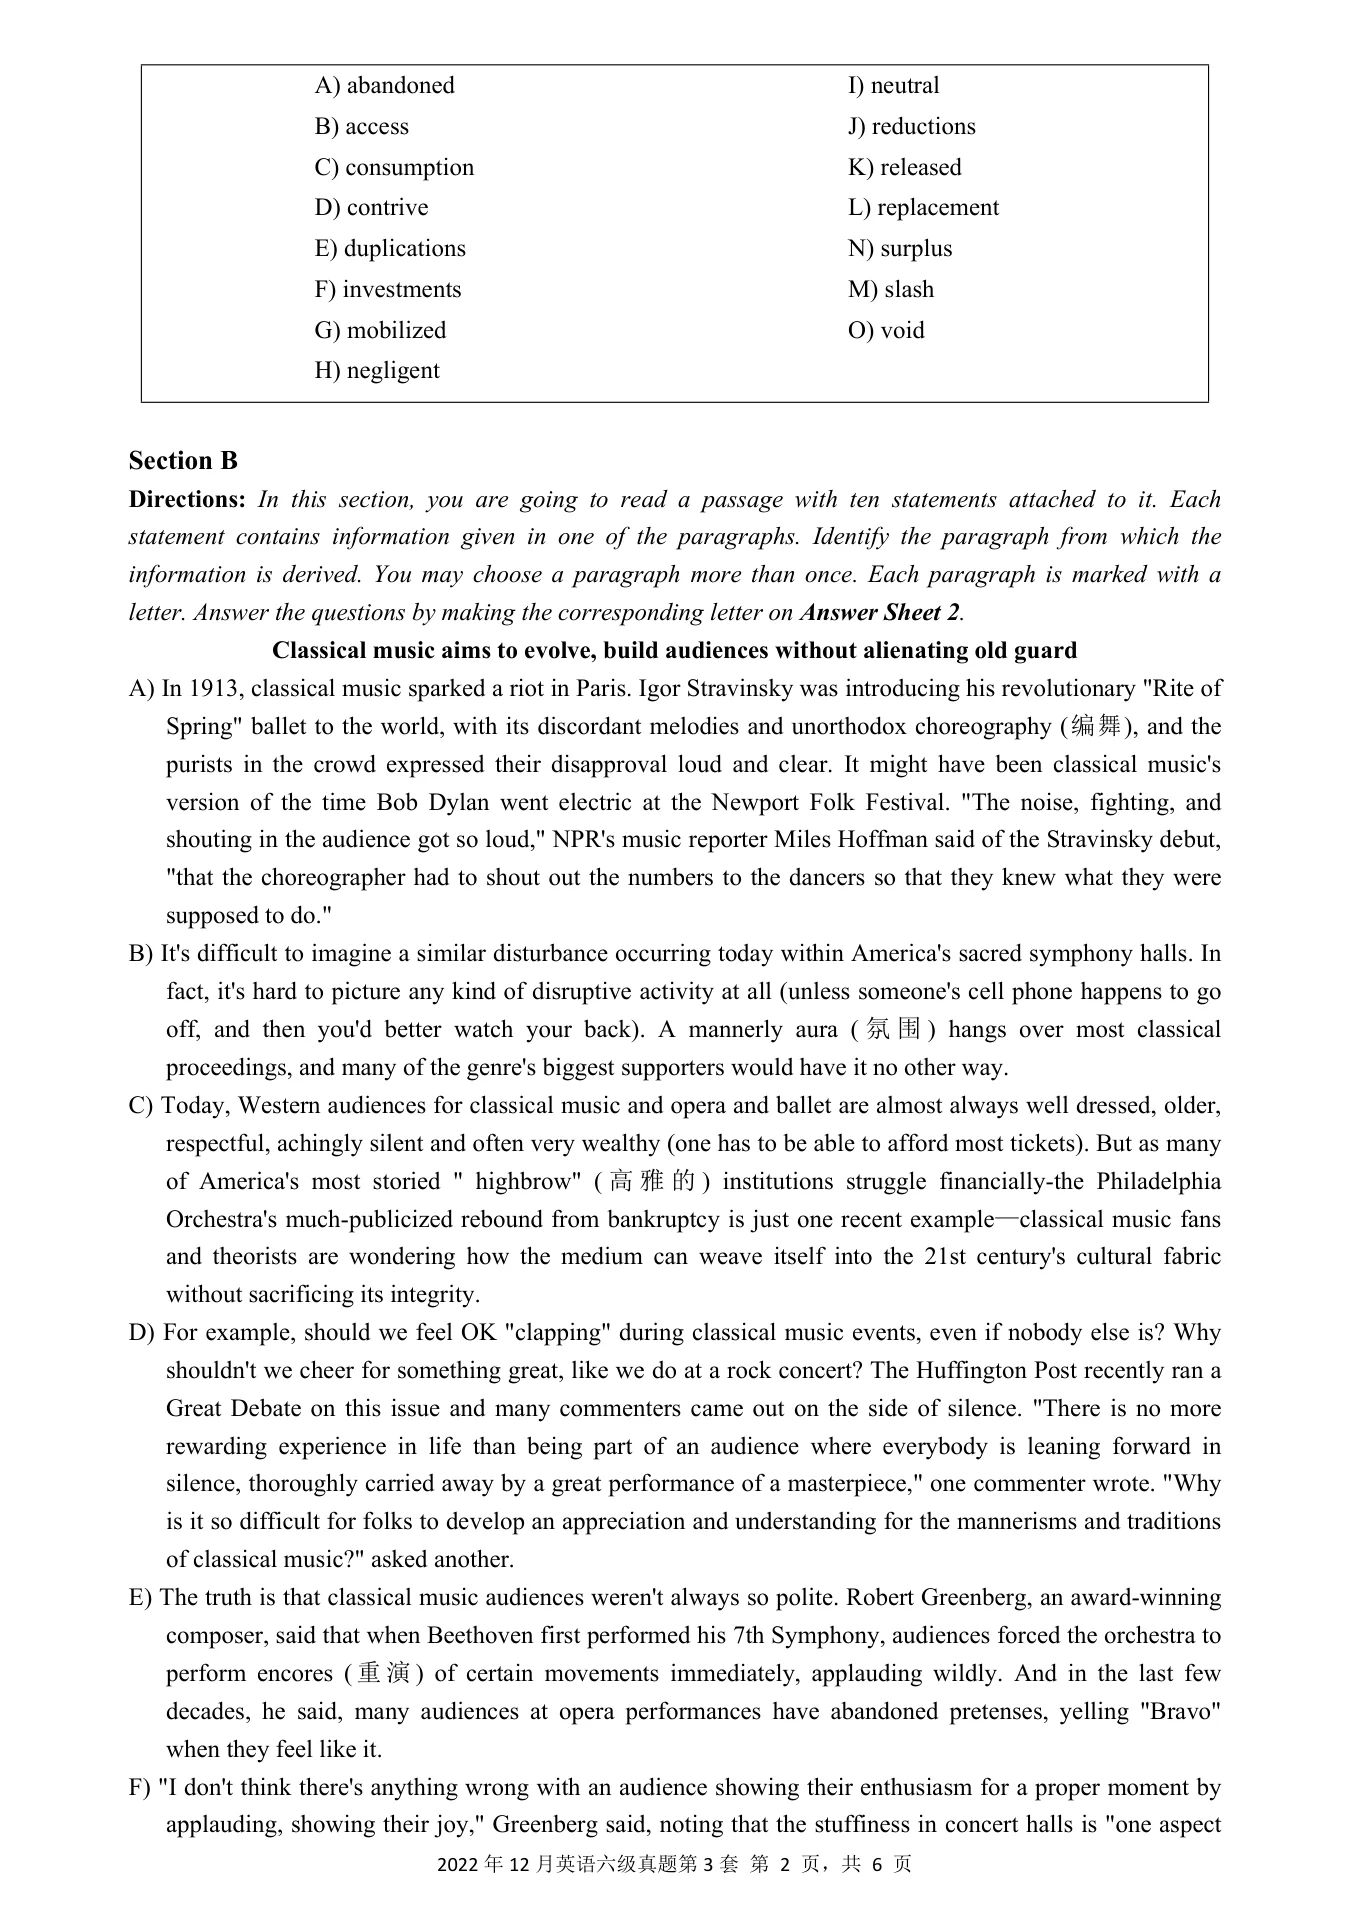 A) abandoned
I) neutral
B) access
J) reductions
C) consumption
K) released
D) contrive
L) replacement
E) duplications
N) surplus
F) investments
M) slash
G) mobilized
O) void
H) negligent
Section B
Directions: In this section, you are going to read a passage with ten statements attached to it. Each
statement contains information given in one of the paragraphs. Identify the paragraph from which the
information is derived. You may choose a paragraph more than once. Each paragraph is marked with a
letter. Answer the questions by making the corresponding letter on Answer Sheet 2.
Classical music aims to evolve, build audiences without alienating old guard
A) In 1913, classical music sparked a riot in Paris. Igor Stravinsky was introducing his revolutionary "Rite of
Spring" ballet to the world, with its discordant melodies and unorthodox choreography (编舞), and the
purists in the crowd expressed their disapproval loud and clear. It might have been classical music's
version of the time Bob Dylan went electric at the Newport Folk Festival. "The noise, fighting, and
shouting in the audience got so loud," NPR's music reporter Miles Hoffman said of the Stravinsky debut,
"that the choreographer had to shout out the numbers to the dancers so that they knew what they were
supposed to do."
B) It's difficult to imagine a similar disturbance occurring today within America's sacred symphony halls. In
fact, it's hard to picture any kind of disruptive activity at all (unless someone's cell phone happens to go
off, and then you'd better watch your back). A mannerly aura (氛围) hangs over most classical
proceedings, and many of the genre's biggest supporters would have it no other way.
C) Today, Western audiences for classical music and opera and ballet are almost always well dressed, older,
respectful, achingly silent and often very wealthy (one has to be able to afford most tickets). But as many
of America's most storied " highbrow" (高雅的) institutions struggle financially-the Philadelphia
Orchestra's much-publicized rebound from bankruptcy is just one recent example—classical music fans
and theorists are wondering how the medium can weave itself into the 21st century's cultural fabric
without sacrificing its integrity.
D) For example, should we feel OK "clapping" during classical music events, even if nobody else is? Why
shouldn't we cheer for something great, like we do at a rock concert? The Huffington Post recently ran a
Great Debate on this issue and many commenters came out on the side of silence. "There is no more
rewarding experience in life than being part of an audience where everybody is leaning forward in
silence, thoroughly carried away by a great performance of a masterpiece," one commenter wrote. "Why
is it so difficult for folks to develop an appreciation and understanding for the mannerisms and traditions
of classical music?" asked another.
E) The truth is that classical music audiences weren't always so polite. Robert Greenberg, an award-winning
composer, said that when Beethoven first performed his 7th Symphony, audiences forced the orchestra to
perform encores (重演) of certain movements immediately, applauding wildly. And in the last few
decades, he said, many audiences at opera performances have abandoned pretenses, yelling "Bravo"
when they feel like it.
F) "I don't think there's anything wrong with an audience showing their enthusiasm for a proper moment by
applauding, showing their joy," Greenberg said, noting that the stuffiness in concert halls is "one aspect
2022 年 12 月英语六级真题第 3 套 第 2 页，共 6 页